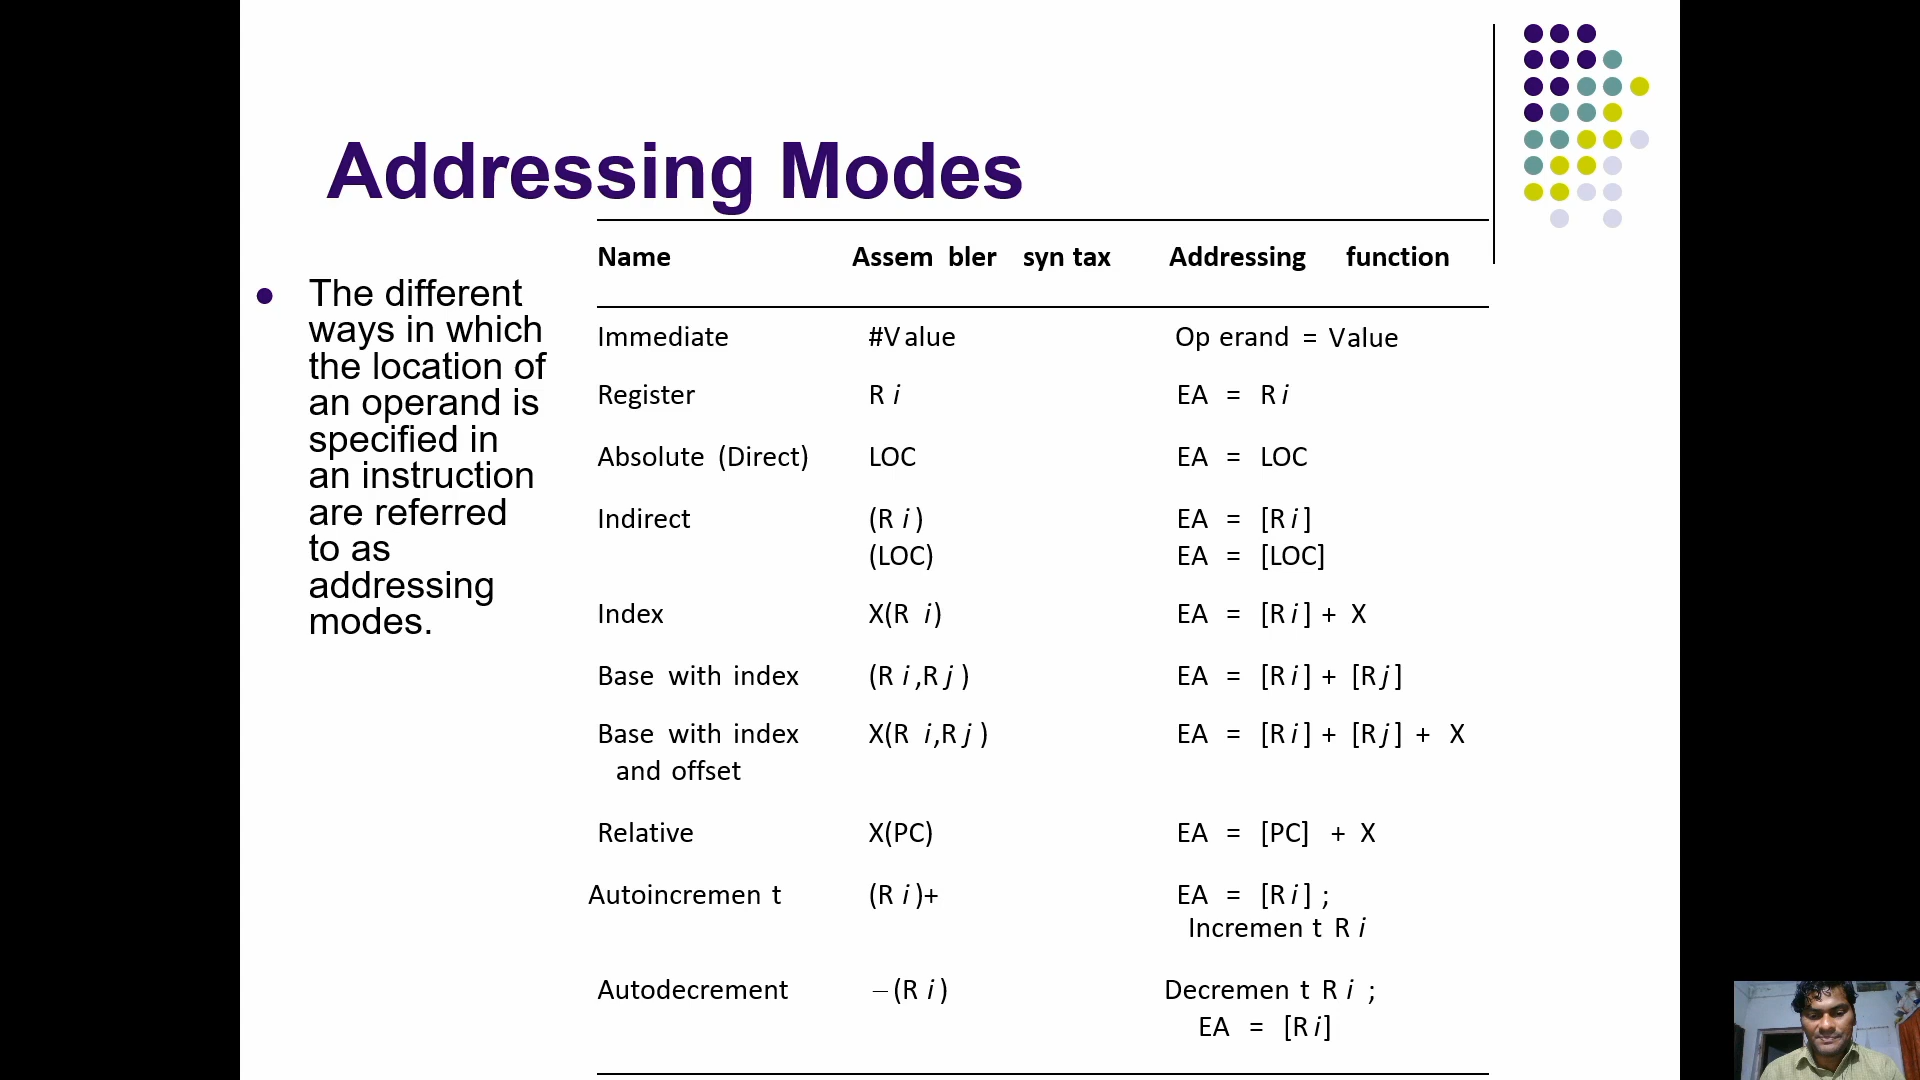 Addressing Modes
• The different
ways in which
the location of
an operand is
specified in
an instruction
are referred
to as
addressing
modes.
Name Assem bler syn tax Addressing function
Immediate #V alue Op erand = Value
Register R i EA = R i
Absolute (Direct) LOC EA = LOC
Indirect (R i ) EA = [R i ]
(LOC) EA = [LOC]
Index X(R i) EA = [R i ] + X
Base with index (R i ,R j ) EA = [R i ] + [R j ]
Base with index X(R i,R j ) EA = [R i ] + [R j ] + X
and offset
Relative X(PC) EA = [PC] + X
Autoincremen t (R i )+ EA = [R i ] ;
Incremen t R i
Autodecrement –(R i ) Decremen t R i ;
EA = [R i]